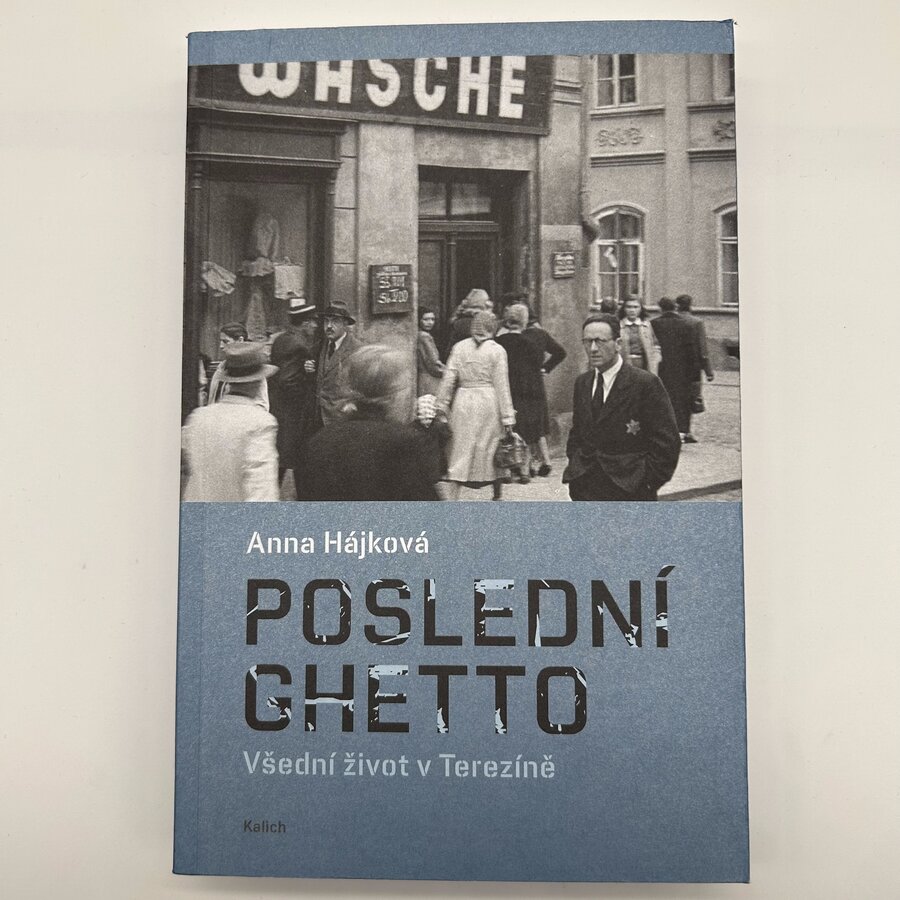 WÄSCHE
Anna Hájková
POSLEDNÍ
GHETTO
Všední život v Terezíně
Kalich